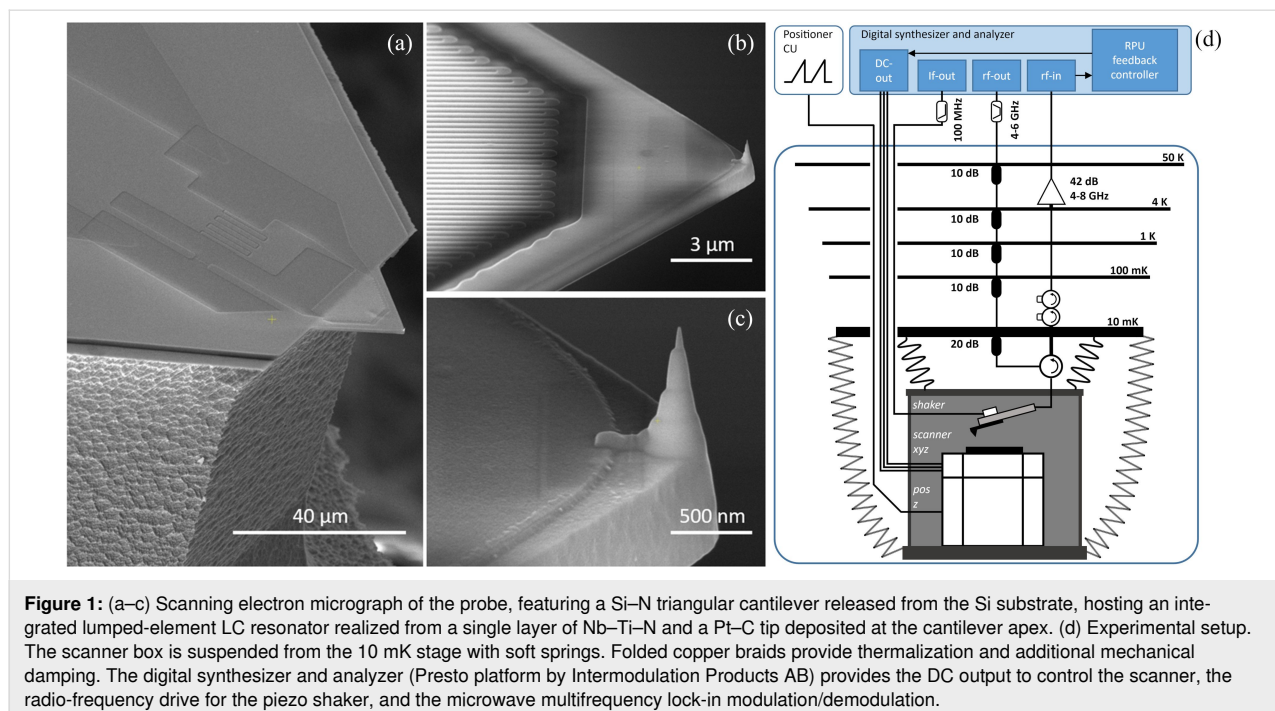 (a)
40 μm
(b)
3 μm
(c)
500 nm
(d)
Positioner
CU
Digital synthesizer and analyzer
DC-
out
lf-out
rf-out
rf-in
RPU
feedback
controller
100 MHz
4-6 GHz
50 K
10 dB
42 dB
4-8 GHz
4 K
10 dB
1 K
10 dB
100 mK
10 dB
10 mK
20 dB
shaker
scanner
xyz
pos
z
Figure 1: (a–c) Scanning electron micrograph of the probe, featuring a Si–N triangular cantilever released from the Si substrate, hosting an inte-
grated lumped-element LC resonator realized from a single layer of Nb–Ti–N and a Pt–C tip deposited at the cantilever apex. (d) Experimental setup.
The scanner box is suspended from the 10 mK stage with soft springs. Folded copper braids provide thermalization and additional mechanical
damping. The digital synthesizer and analyzer (Presto platform by Intermodulation Products AB) provides the DC output to control the scanner, the
radio-frequency drive for the piezo shaker, and the microwave multifrequency lock-in modulation/demodulation.